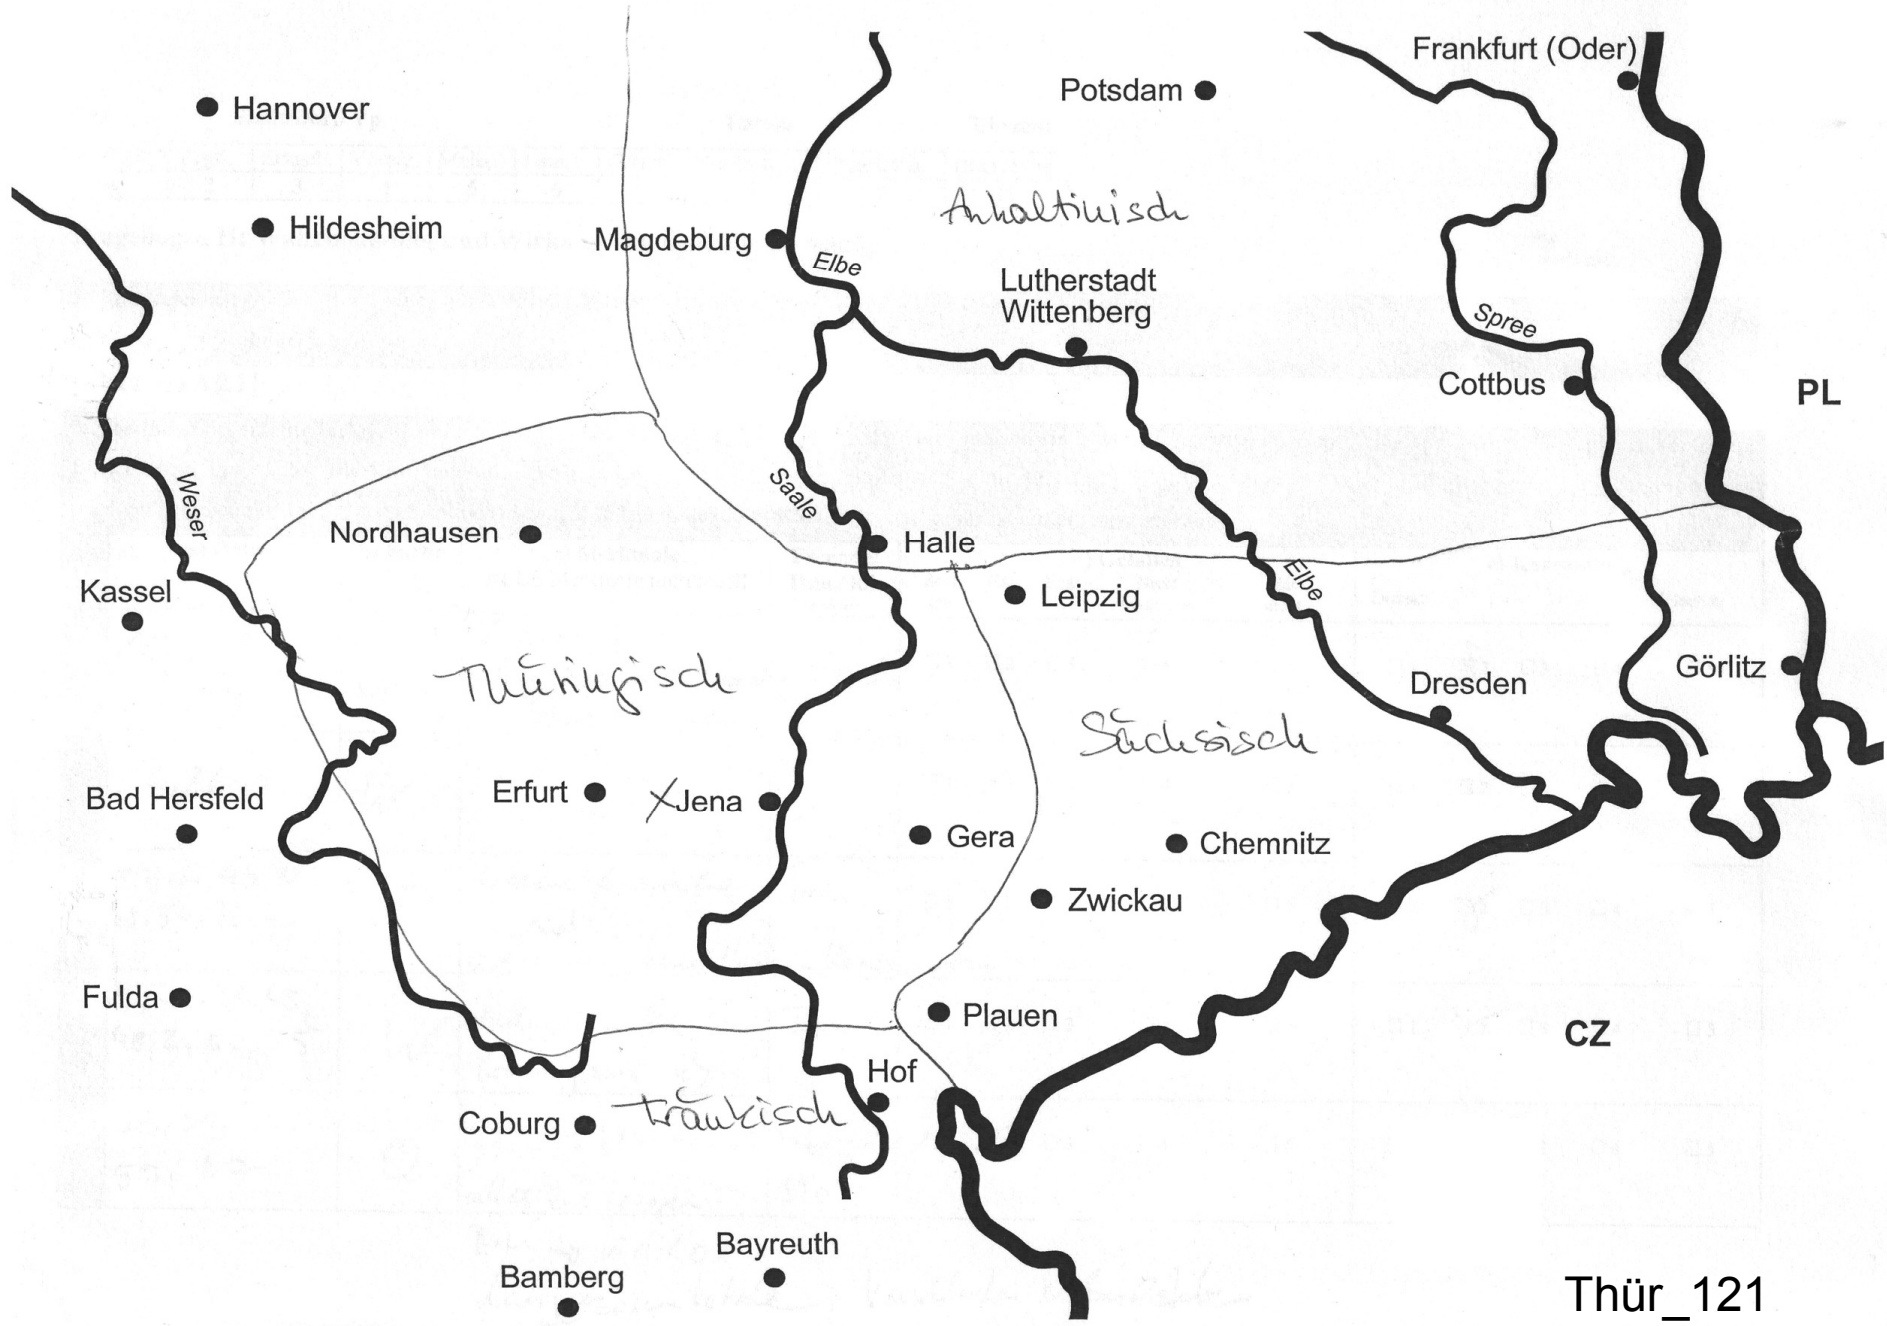 Frankfurt (Oder)
Potsdam
Hannover
Anhaltinisch
Hildesheim
Magdeburg
Elbe
Lutherstadt
Wittenberg
Spree
Cottbus
PL
Weser
Saale
Nordhausen
Halle
Elbe
Kassel
Leipzig
Thüringisch
Görlitz
Dresden
Sächsisch
Bad Hersfeld
Erfurt
X Jena
Gera
Chemnitz
Zwickau
Fulda
Plauen
CZ
Hof
Coburg
Fränkisch
Bayreuth
Bamberg
Thür_121